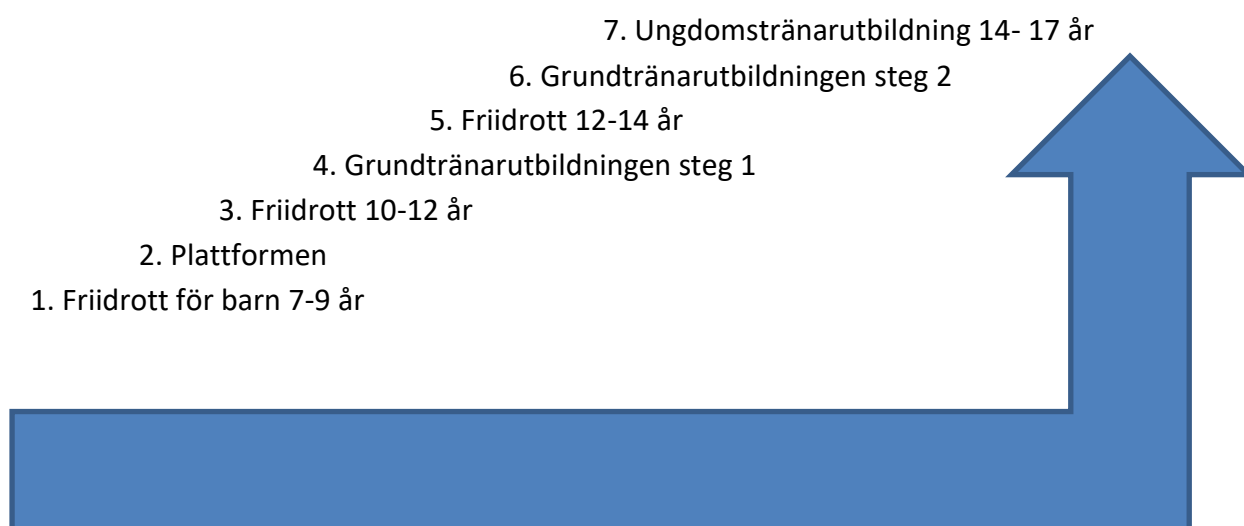 7. Ungdomstränarutbildning 14- 17 år
6. Grundtränarutbildningen steg 2
5. Friidrott 12-14 år
4. Grundtränarutbildningen steg 1
3. Friidrott 10-12 år
2. Plattformen
1. Friidrott för barn 7-9 år